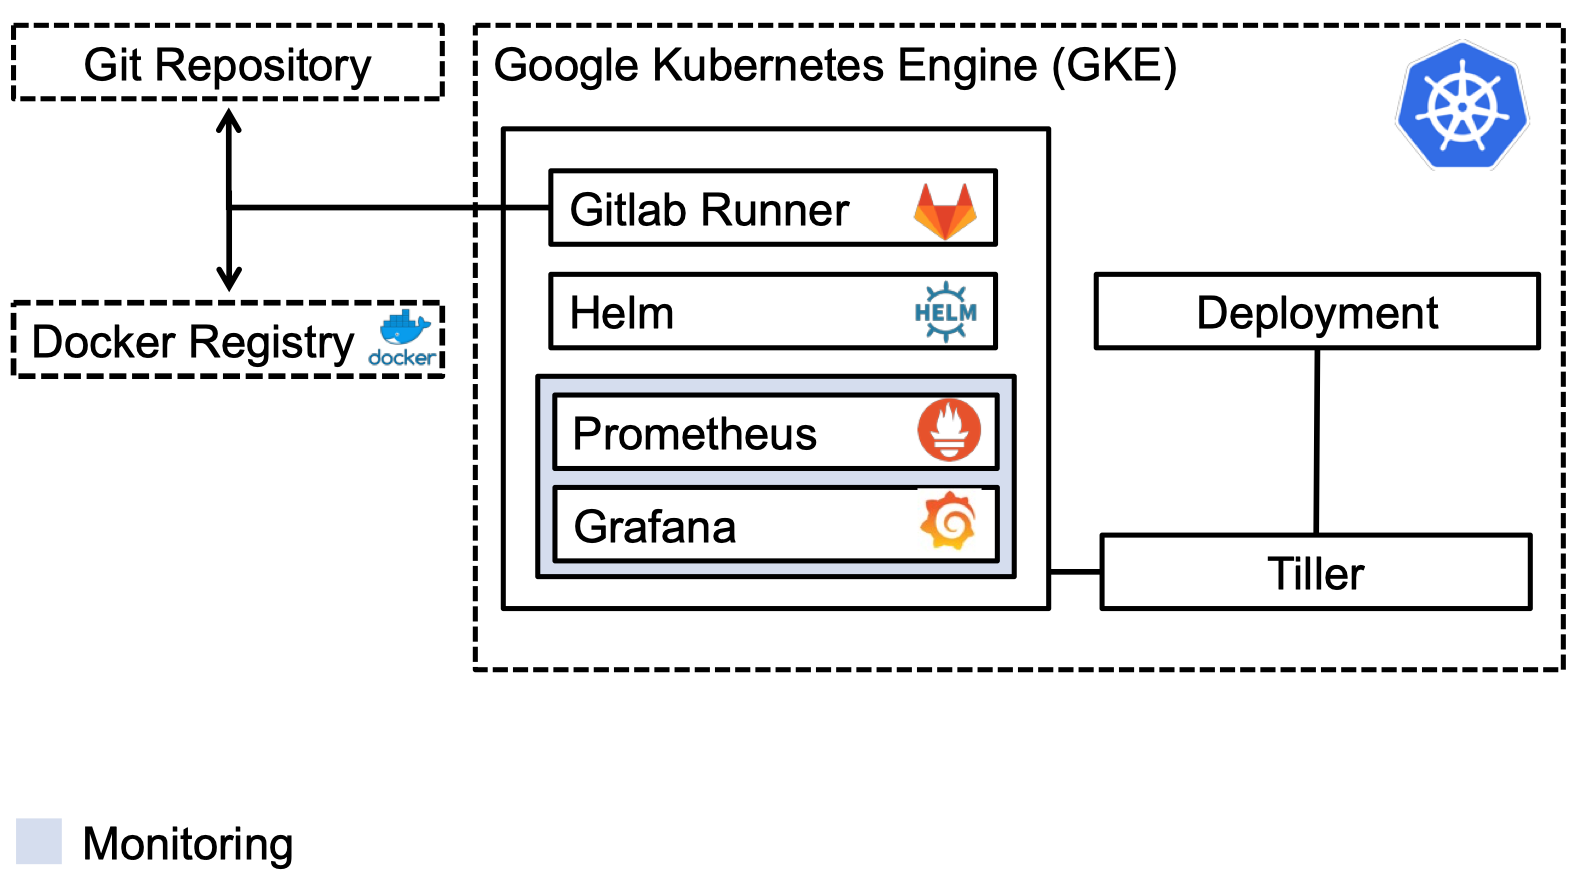 Git Repository
Google Kubernetes Engine (GKE)
Gitlab Runner
Helm
HELM
Deployment
Docker Registry
docker
Prometheus
Grafana
Tiller
Monitoring